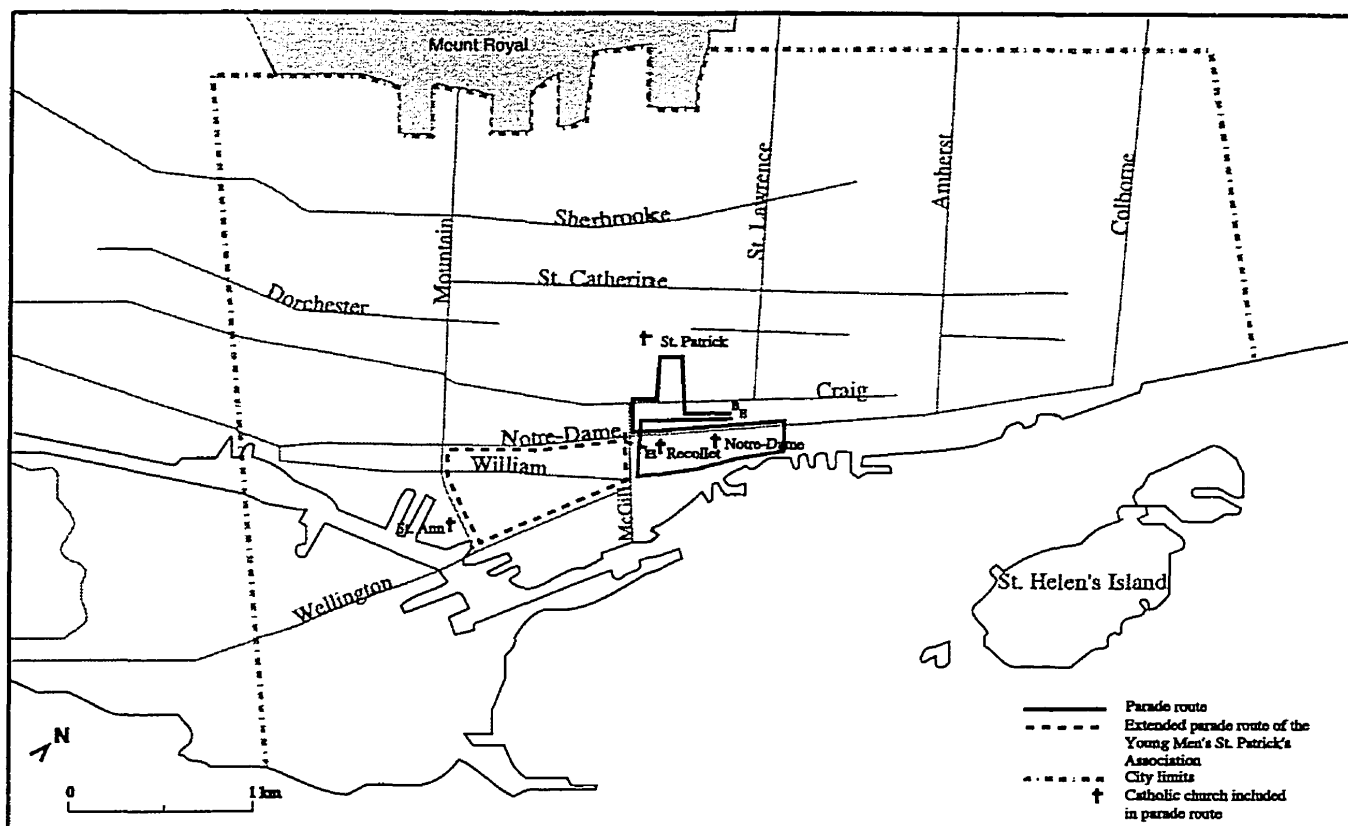 Mount Royal
Sherbrooke
St. Lawrence
Amherst
Colborne
Mountain
St. Catherine
Dorchester
St. Patrick
Craig
B
E
Notre-Dame
Notre-Dame
Recollet
William
McGill
St. Ann
Wellington
St. Helen's Island
N
0
1 km
Parade route
Extended parade route of the
Young Men's St. Patrick's
Association
City limits
Catholic church included
in parade route